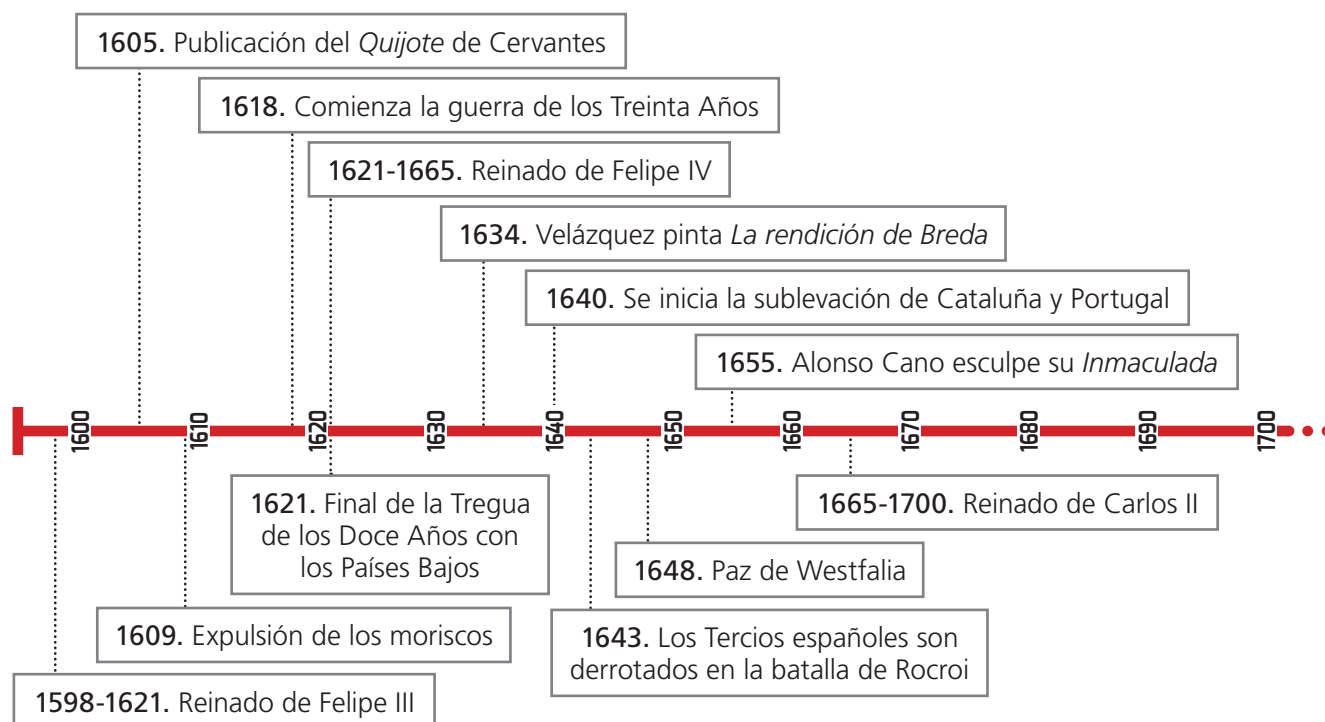 1605. Publicación del Quijote de Cervantes
1618. Comienza la guerra de los Treinta Años
1621-1665. Reinado de Felipe IV
1634. Velázquez pinta La rendición de Breda
1640. Se inicia la sublevación de Cataluña y Portugal
1655. Alonso Cano esculpe su Inmaculada
1600
1610
1620
1630
1640
1650
1660
1670
1680
1690
1700
1621. Final de la Tregua
de los Doce Años con
los Países Bajos
1665-1700. Reinado de Carlos II
1648. Paz de Westfalia
1609. Expulsión de los moriscos
1643. Los Tercios españoles son
derrotados en la batalla de Rocroi
1598-1621. Reinado de Felipe III